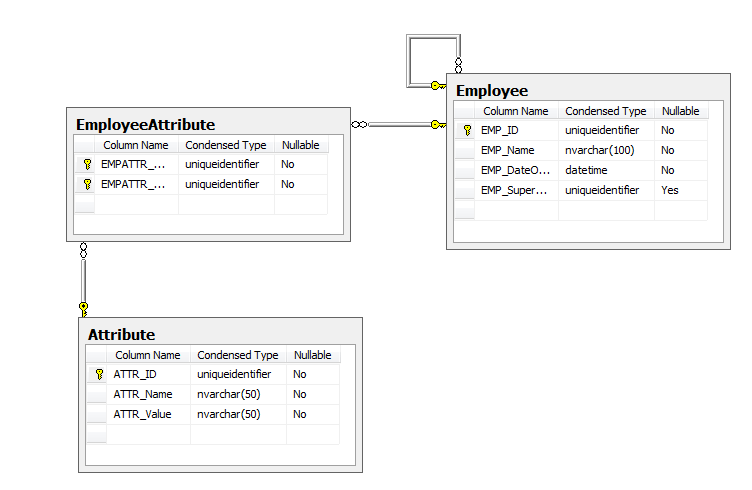 Employee
Column Name Condensed Type Nullable
EMP_ID uniqueidentifier No
EMP_Name nvarchar(100) No
EMP_DateO... datetime No
EMP_Super... uniqueidentifier Yes
EmployeeAttribute
Column Name Condensed Type Nullable
EMPATTR_... uniqueidentifier No
EMPATTR_... uniqueidentifier No
Attribute
Column Name Condensed Type Nullable
ATTR_ID uniqueidentifier No
ATTR_Name nvarchar(50) No
ATTR_Value nvarchar(50) No